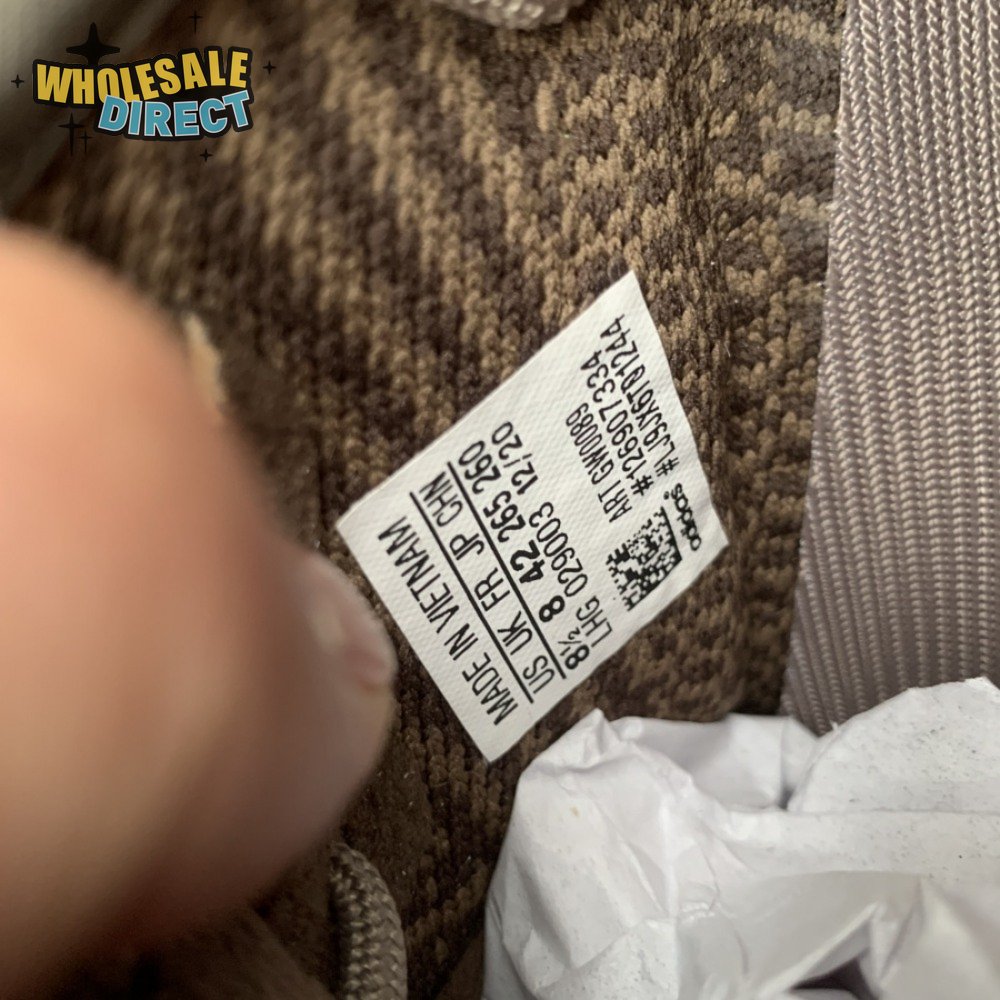 WHOLESALE
DIRECT
MADE IN VIETNAM
US UK FR JP CHN
8½ 8 42 265 260
LHG 029003 12/20
ART GW0089
#126907334
#LJ9JX6TQ1244
adidas®